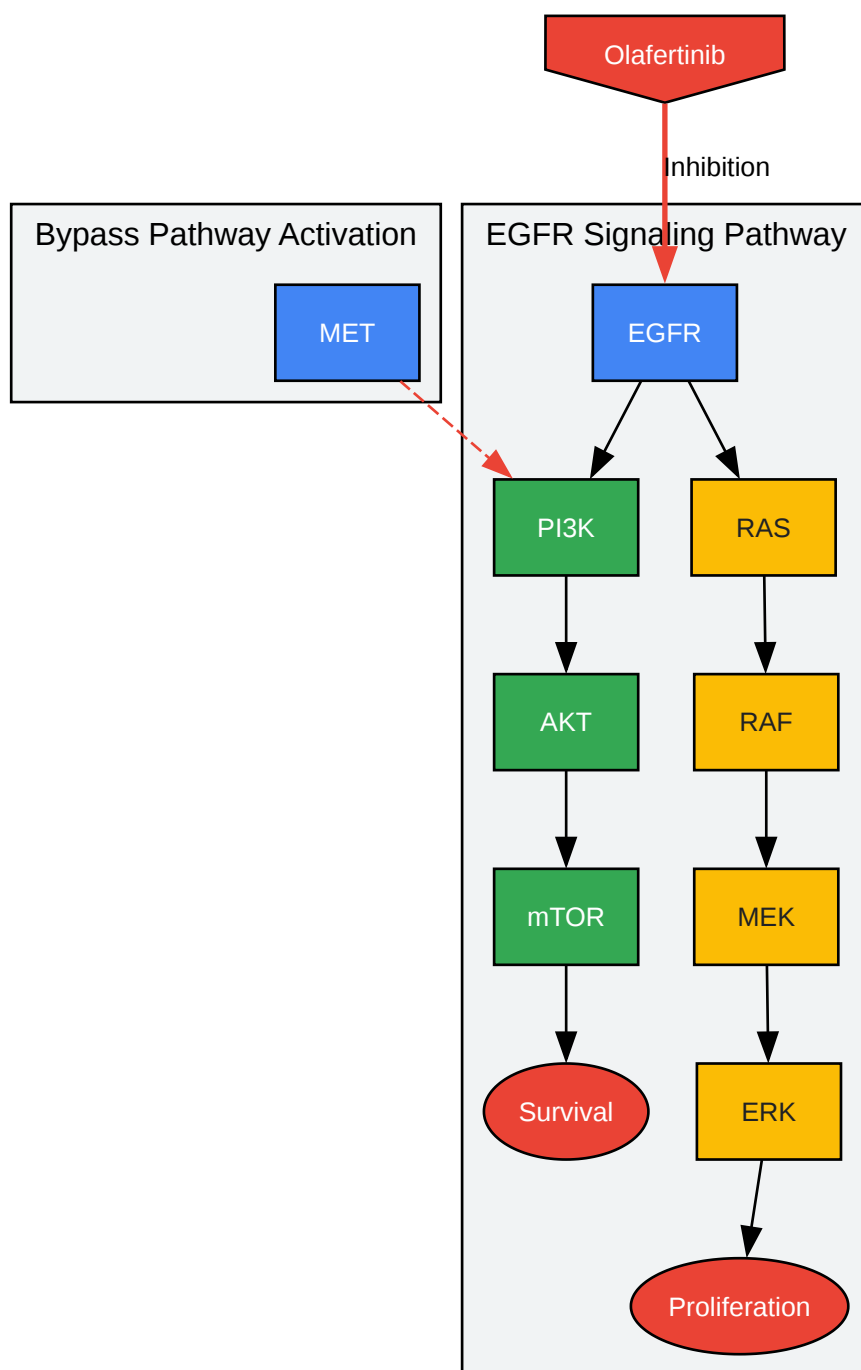 Olafertinib
Inhibition
Bypass Pathway Activation
EGFR Signaling Pathway
MET
EGFR
PI3K
RAS
AKT
RAF
mTOR
MEK
Survival
ERK
Proliferation